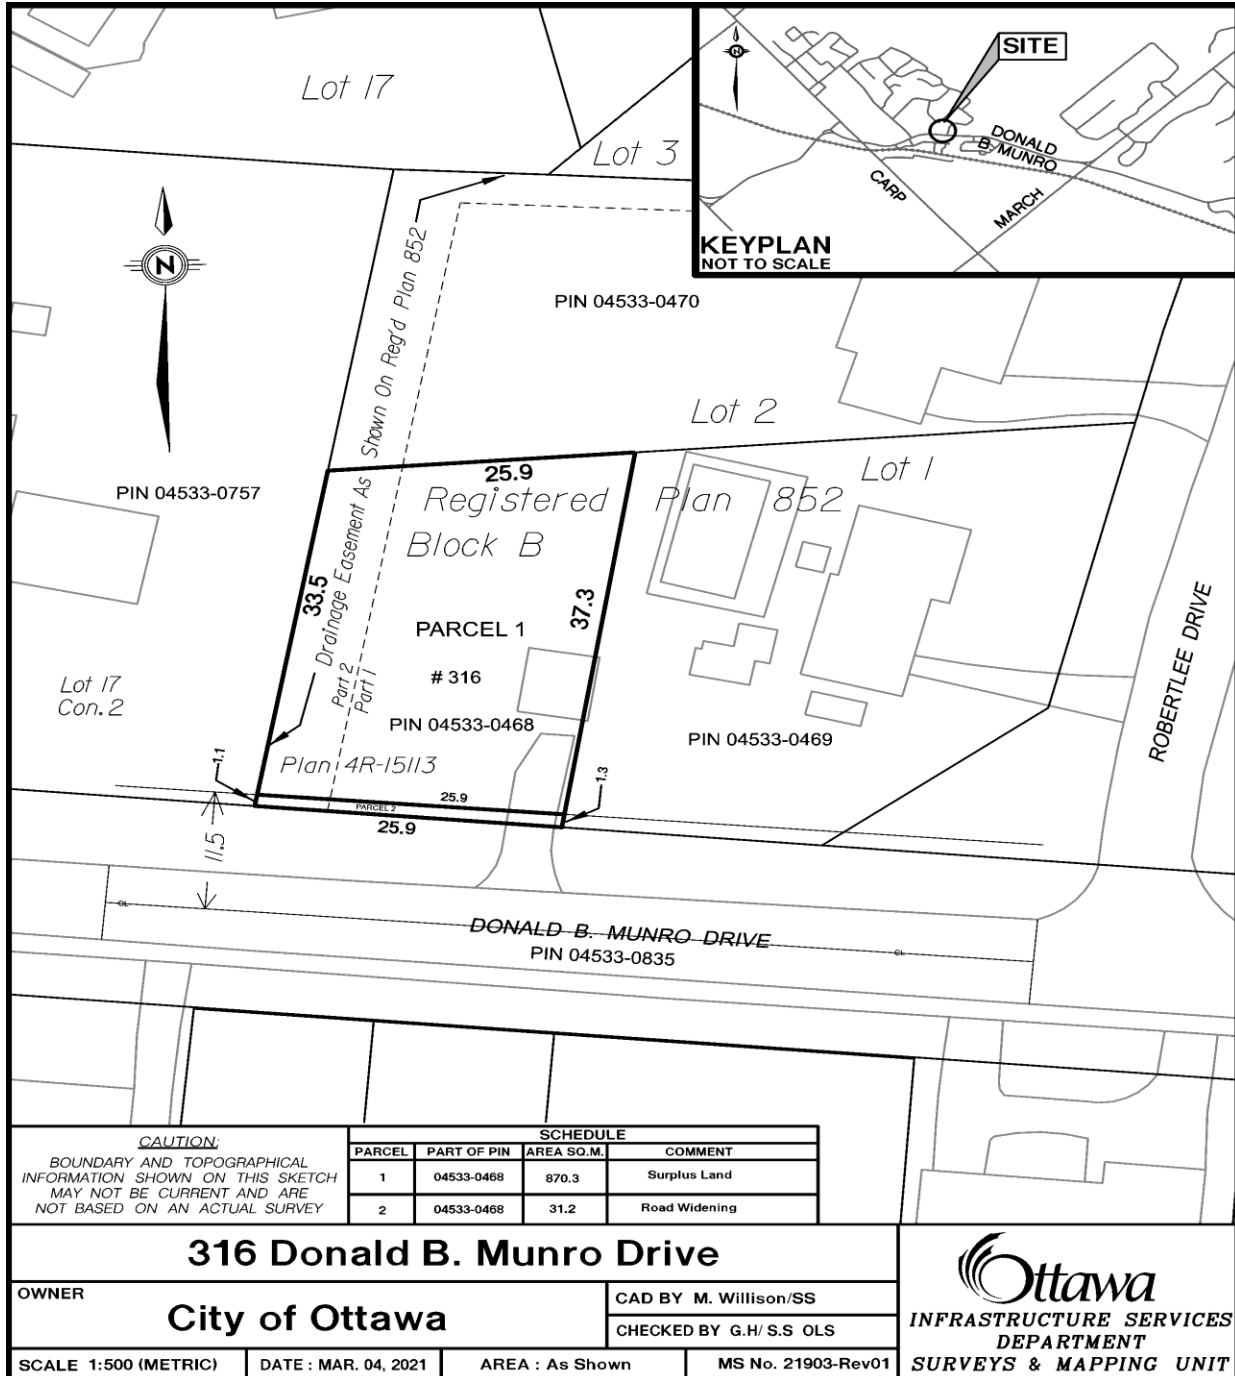 Lot 17
Lot 3
SITE
DONALD
B. MUNRO
CARP
MARCH
N
KEYPLAN
NOT TO SCALE
N
Drainage Easement As Shown On Reg'd Plan 852
PIN 04533-0470
Lot 2
Lot 1
PIN 04533-0757
25.9
Registered Plan 852
Block B
33.5
37.3
PARCEL 1
# 316
Part 2
Part 1
PIN 04533-0468
Lot 17
Con. 2
ROBERTLEE DRIVE
PIN 04533-0469
Plan 4R-15113
1.1
1.3
25.9
PARCEL 2
25.9
11.5
CL
DONALD B. MUNRO DRIVE
CL
PIN 04533-0835
CAUTION:
BOUNDARY AND TOPOGRAPHICAL
INFORMATION SHOWN ON THIS SKETCH
MAY NOT BE CURRENT AND ARE
NOT BASED ON AN ACTUAL SURVEY
SCHEDULE
PARCEL PART OF PIN AREA SQ.M. COMMENT
1 04533-0468 870.3 Surplus Land
2 04533-0468 31.2 Road Widening
316 Donald B. Munro Drive
OWNER
City of Ottawa
CAD BY M. Willison/SS
CHECKED BY G.H/ S.S OLS
SCALE 1:500 (METRIC) DATE : MAR. 04, 2021 AREA : As Shown MS No. 21903-Rev01
Ottawa
INFRASTRUCTURE SERVICES
DEPARTMENT
SURVEYS & MAPPING UNIT